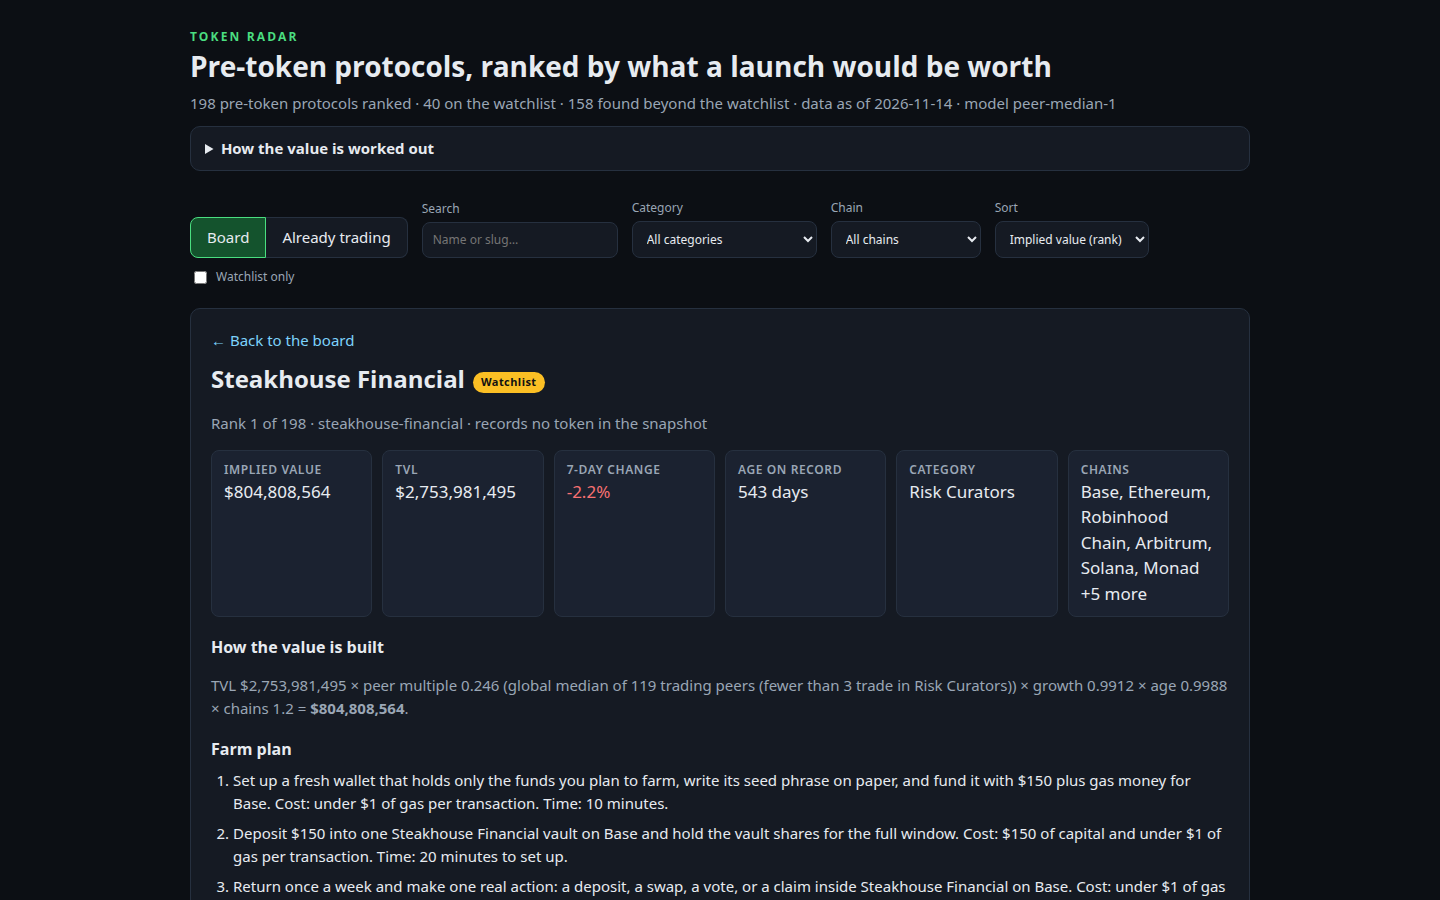 TOKEN RADAR
Pre-token protocols, ranked by what a launch would be worth
198 pre-token protocols ranked · 40 on the watchlist · 158 found beyond the watchlist · data as of 2026-11-14 · model peer-median-1
▶ How the value is worked out
Board
Already trading
Search
Name or slug...
Category
All categories
Chain
All chains
Sort
Implied value (rank)
Watchlist only
← Back to the board
Steakhouse Financial Watchlist
Rank 1 of 198 · steakhouse-financial · records no token in the snapshot
IMPLIED VALUE
$804,808,564
TVL
$2,753,981,495
7-DAY CHANGE
-2.2%
AGE ON RECORD
543 days
CATEGORY
Risk Curators
CHAINS
Base, Ethereum,
Robinhood
Chain, Arbitrum,
Solana, Monad
+5 more
How the value is built
TVL $2,753,981,495 × peer multiple 0.246 (global median of 119 trading peers (fewer than 3 trade in Risk Curators)) × growth 0.9912 × age 0.9988
× chains 1.2 = $804,808,564.
Farm plan
1. Set up a fresh wallet that holds only the funds you plan to farm, write its seed phrase on paper, and fund it with $150 plus gas money for
Base. Cost: under $1 of gas per transaction. Time: 10 minutes.
2. Deposit $150 into one Steakhouse Financial vault on Base and hold the vault shares for the full window. Cost: $150 of capital and under $1 of
gas per transaction. Time: 20 minutes to set up.
3. Return once a week and make one real action: a deposit, a swap, a vote, or a claim inside Steakhouse Financial on Base. Cost: under $1 of gas